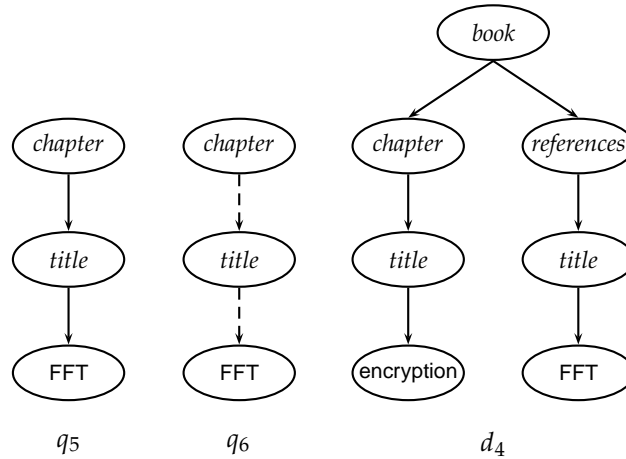 book
chapter chapter chapter references
title title title title
FFT FFT encryption FFT
q5 q6 d4